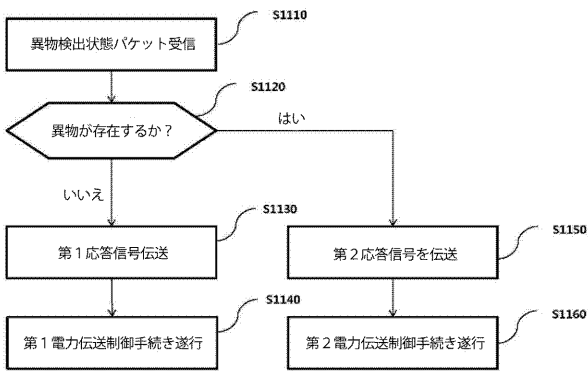 S1110
異物検出状態パケット受信
S1120
異物が存在するか？
はい
いいえ
S1130
第１応答信号伝送
S1150
第２応答信号を伝送
S1140
第１電力伝送制御手続き遂行
S1160
第２電力伝送制御手続き遂行